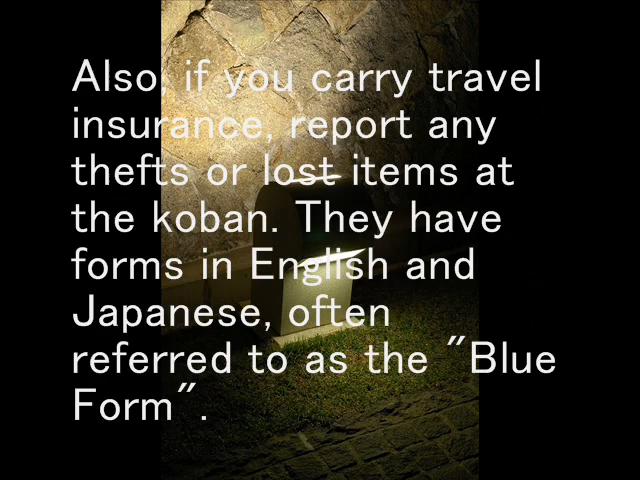 Also, if you carry travel
insurance, report any
thefts or lost items at
the koban. They have
forms in English and
Japanese, often
referred to as the "Blue
Form".